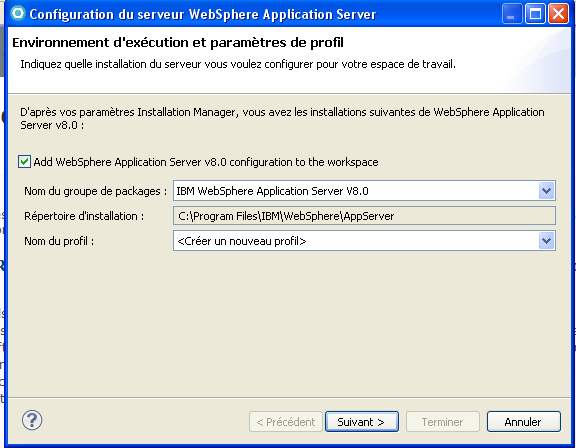 Configuration du serveur WebSphere Application Server
Environnement d'exécution et paramètres de profil
Indiquez quelle installation du serveur vous voulez configurer pour votre espace de travail.
D'après vos paramètres Installation Manager, vous avez les installations suivantes de WebSphere Application
Server v8.0 :
Add WebSphere Application Server v8.0 configuration to the workspace
Nom du groupe de packages : IBM WebSphere Application Server V8.0
Répertoire d'installation : C:\Program Files\IBM\WebSphere\AppServer
Nom du profil : <Créer un nouveau profil>
? < Précédent Suivant > Terminer Annuler